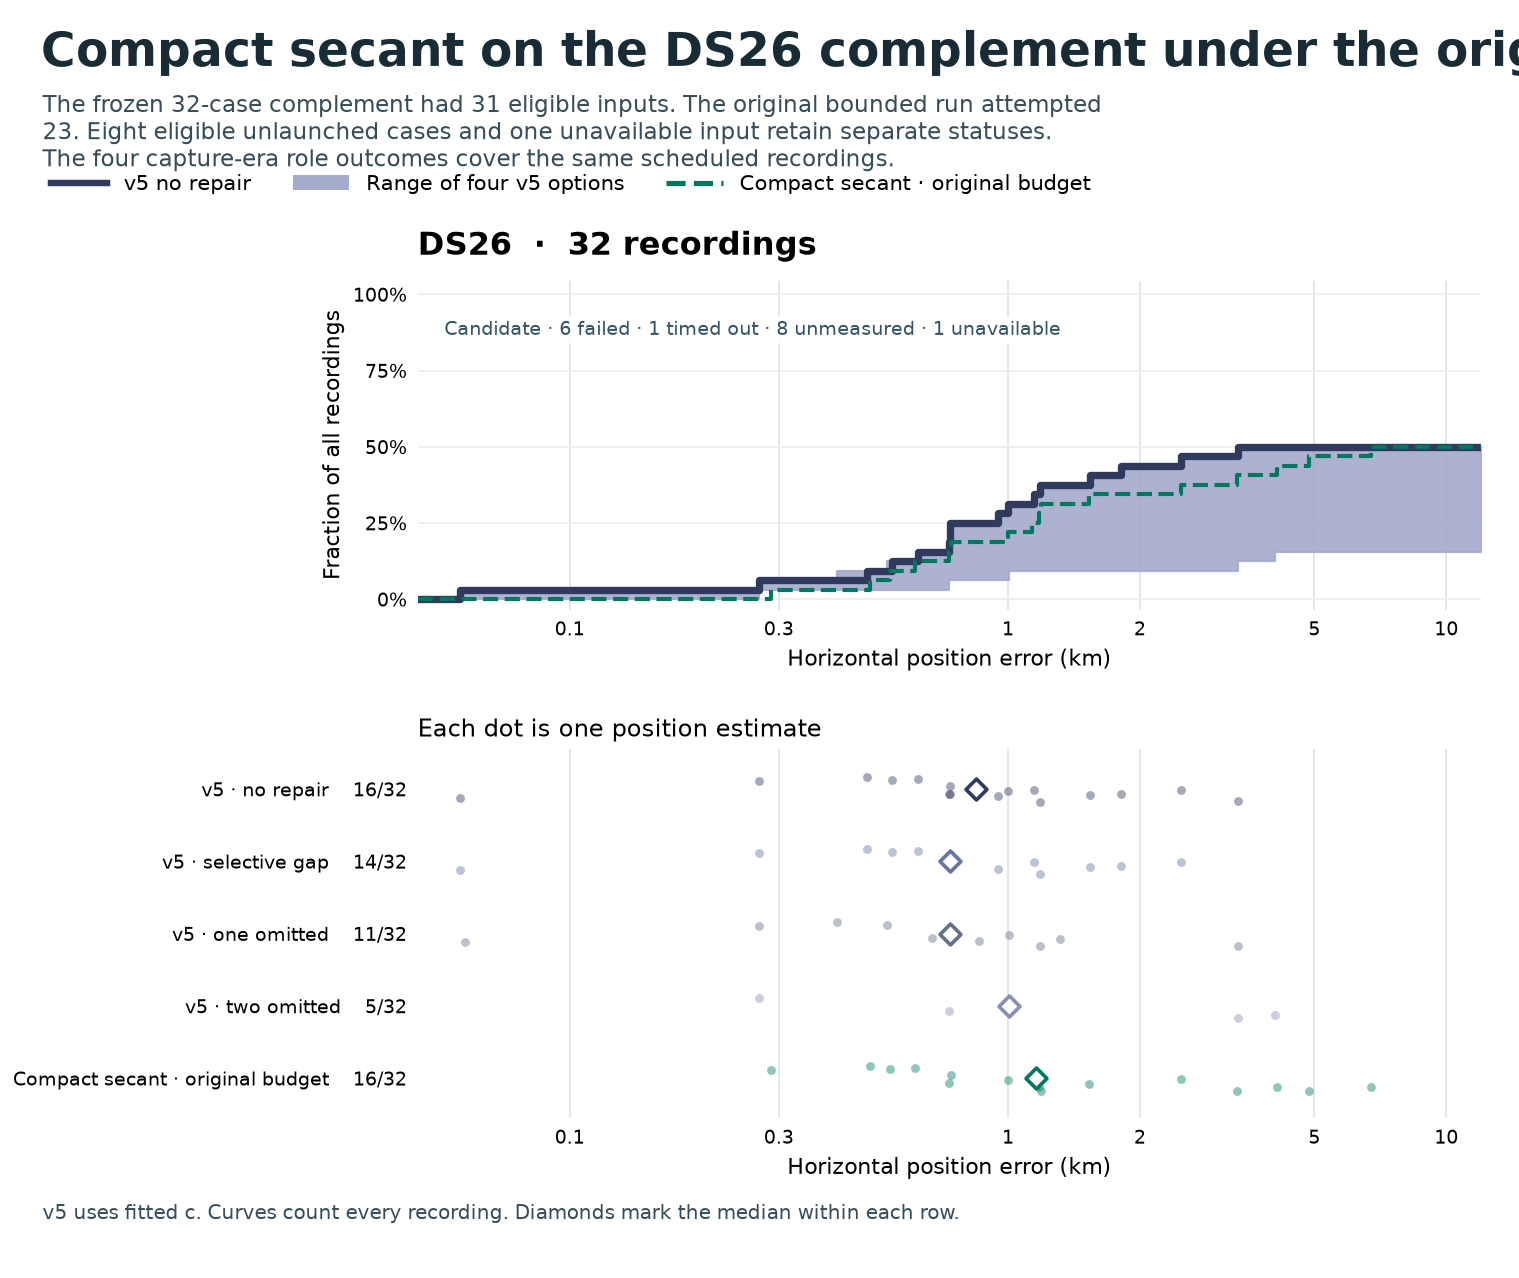 Compact secant on the DS26 complement under the orig
The frozen 32-case complement had 31 eligible inputs. The original bounded run attempted
23. Eight eligible unlaunched cases and one unavailable input retain separate statuses.
The four capture-era role outcomes cover the same scheduled recordings.
v5 no repair
Range of four v5 options
Compact secant · original budget
DS26 · 32 recordings
Fraction of all recordings
100%
Candidate · 6 failed · 1 timed out · 8 unmeasured · 1 unavailable
75%
50%
25%
0%
0.1 0.3 1 2 5 10
Horizontal position error (km)
Each dot is one position estimate
v5 · no repair 16/32
v5 · selective gap 14/32
v5 · one omitted 11/32
v5 · two omitted 5/32
Compact secant · original budget 16/32
0.1 0.3 1 2 5 10
Horizontal position error (km)
v5 uses fitted c. Curves count every recording. Diamonds mark the median within each row.